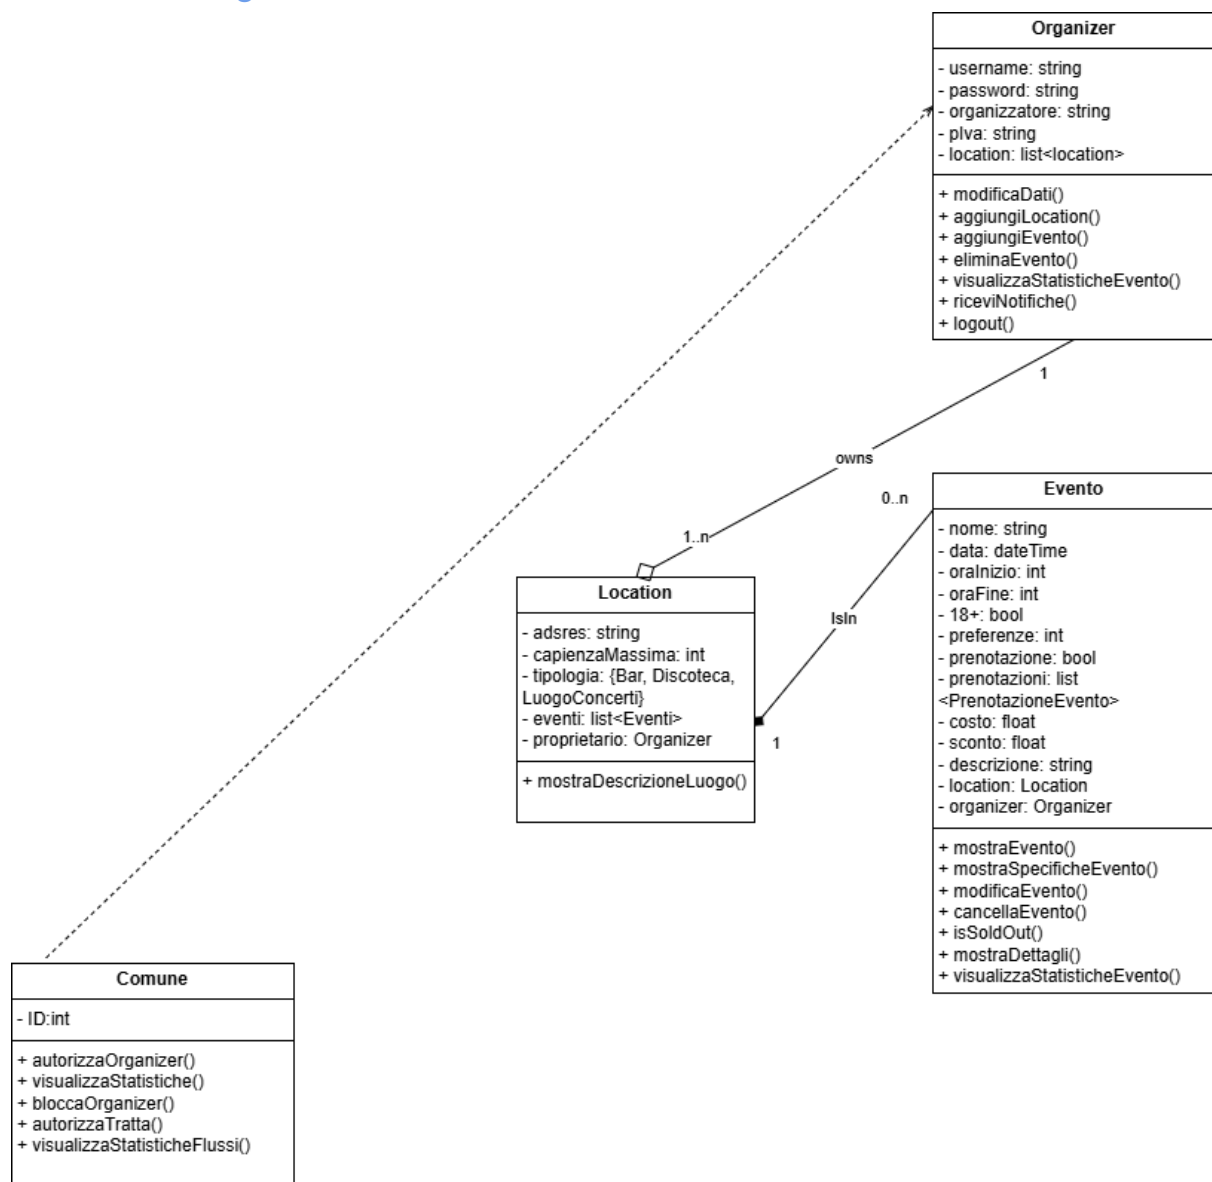 Organizer
- username: string
- password: string
- organizzatore: string
- pIva: string
- location: list<location>
+ modificaDati()
+ aggiungiLocation()
+ aggiungiEvento()
+ eliminaEvento()
+ visualizzaStatisticheEvento()
+ riceviNotifiche()
+ logout()
1
owns
1..n
0..n
IsIn
1
Location
- adsres: string
- capienzaMassima: int
- tipologia: {Bar, Discoteca,
LuogoConcerti}
- eventi: list<Eventi>
- proprietario: Organizer
+ mostraDescrizioneLuogo()
Evento
- nome: string
- data: dateTime
- oraInizio: int
- oraFine: int
- 18+: bool
- preferenze: int
- prenotazione: bool
- prenotazioni: list
<PrenotazioneEvento>
- costo: float
- sconto: float
- descrizione: string
- location: Location
- organizer: Organizer
+ mostraEvento()
+ mostraSpecificheEvento()
+ modificaEvento()
+ cancellaEvento()
+ isSoldOut()
+ mostraDettagli()
+ visualizzaStatisticheEvento()
Comune
- ID:int
+ autorizzaOrganizer()
+ visualizzaStatistiche()
+ bloccaOrganizer()
+ autorizzaTratta()
+ visualizzaStatisticheFlussi()